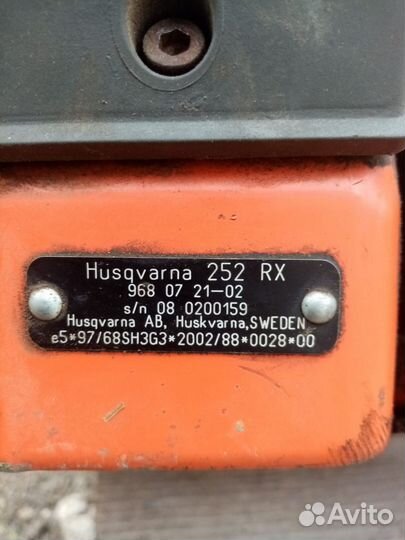 Husqvarna 252 RX
968 07 21-02
s/n 08 0200159
Husqvarna AB, Huskvarna,SWEDEN
e5*97/68SH3G3*2002/88*0028*00
Avito